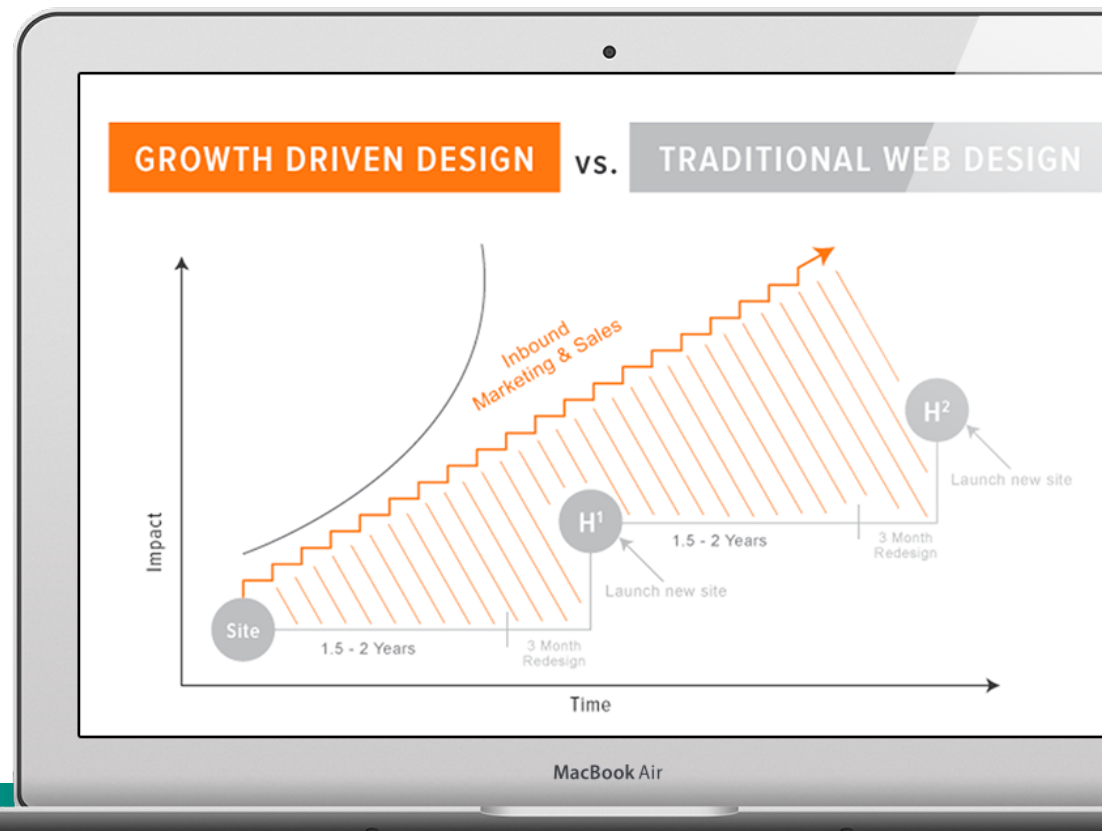 GROWTH DRIVEN DESIGN vs. TRADITIONAL WEB DESIGN
Inbound
Marketing & Sales
Impact
H²
Launch new site
H¹
1.5 - 2 Years
3 Month
Redesign
Launch new site
Site
1.5 - 2 Years
3 Month
Redesign
Time
MacBook Air